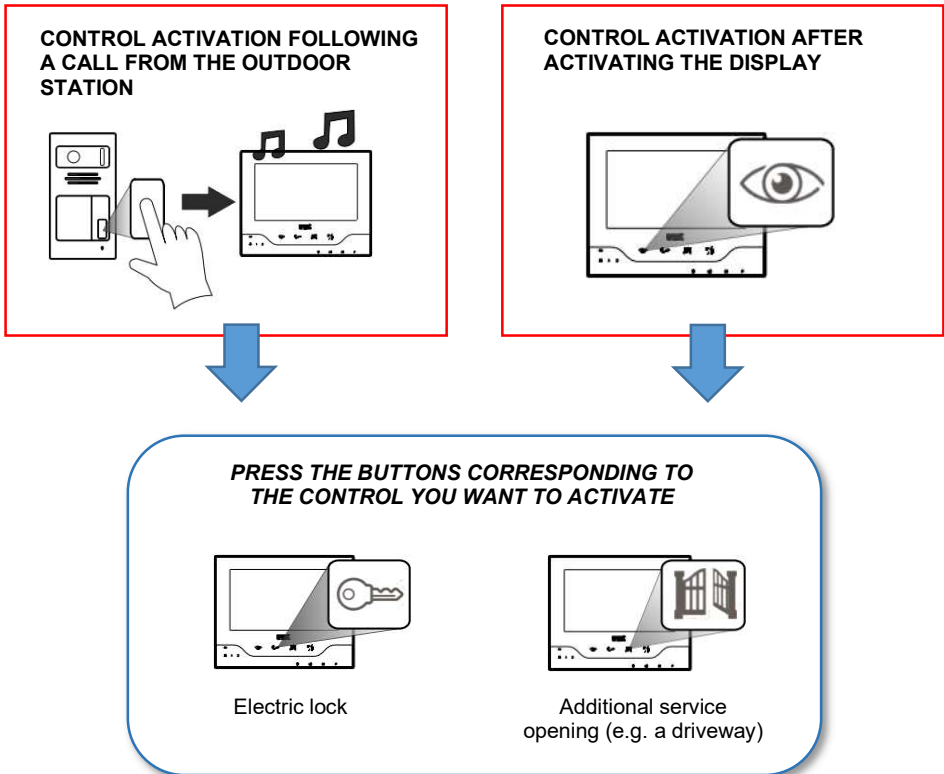 CONTROL ACTIVATION FOLLOWING
A CALL FROM THE OUTDOOR
STATION
CONTROL ACTIVATION AFTER
ACTIVATING THE DISPLAY
PRESS THE BUTTONS CORRESPONDING TO
THE CONTROL YOU WANT TO ACTIVATE
Electric lock
Additional service
opening (e.g. a driveway)